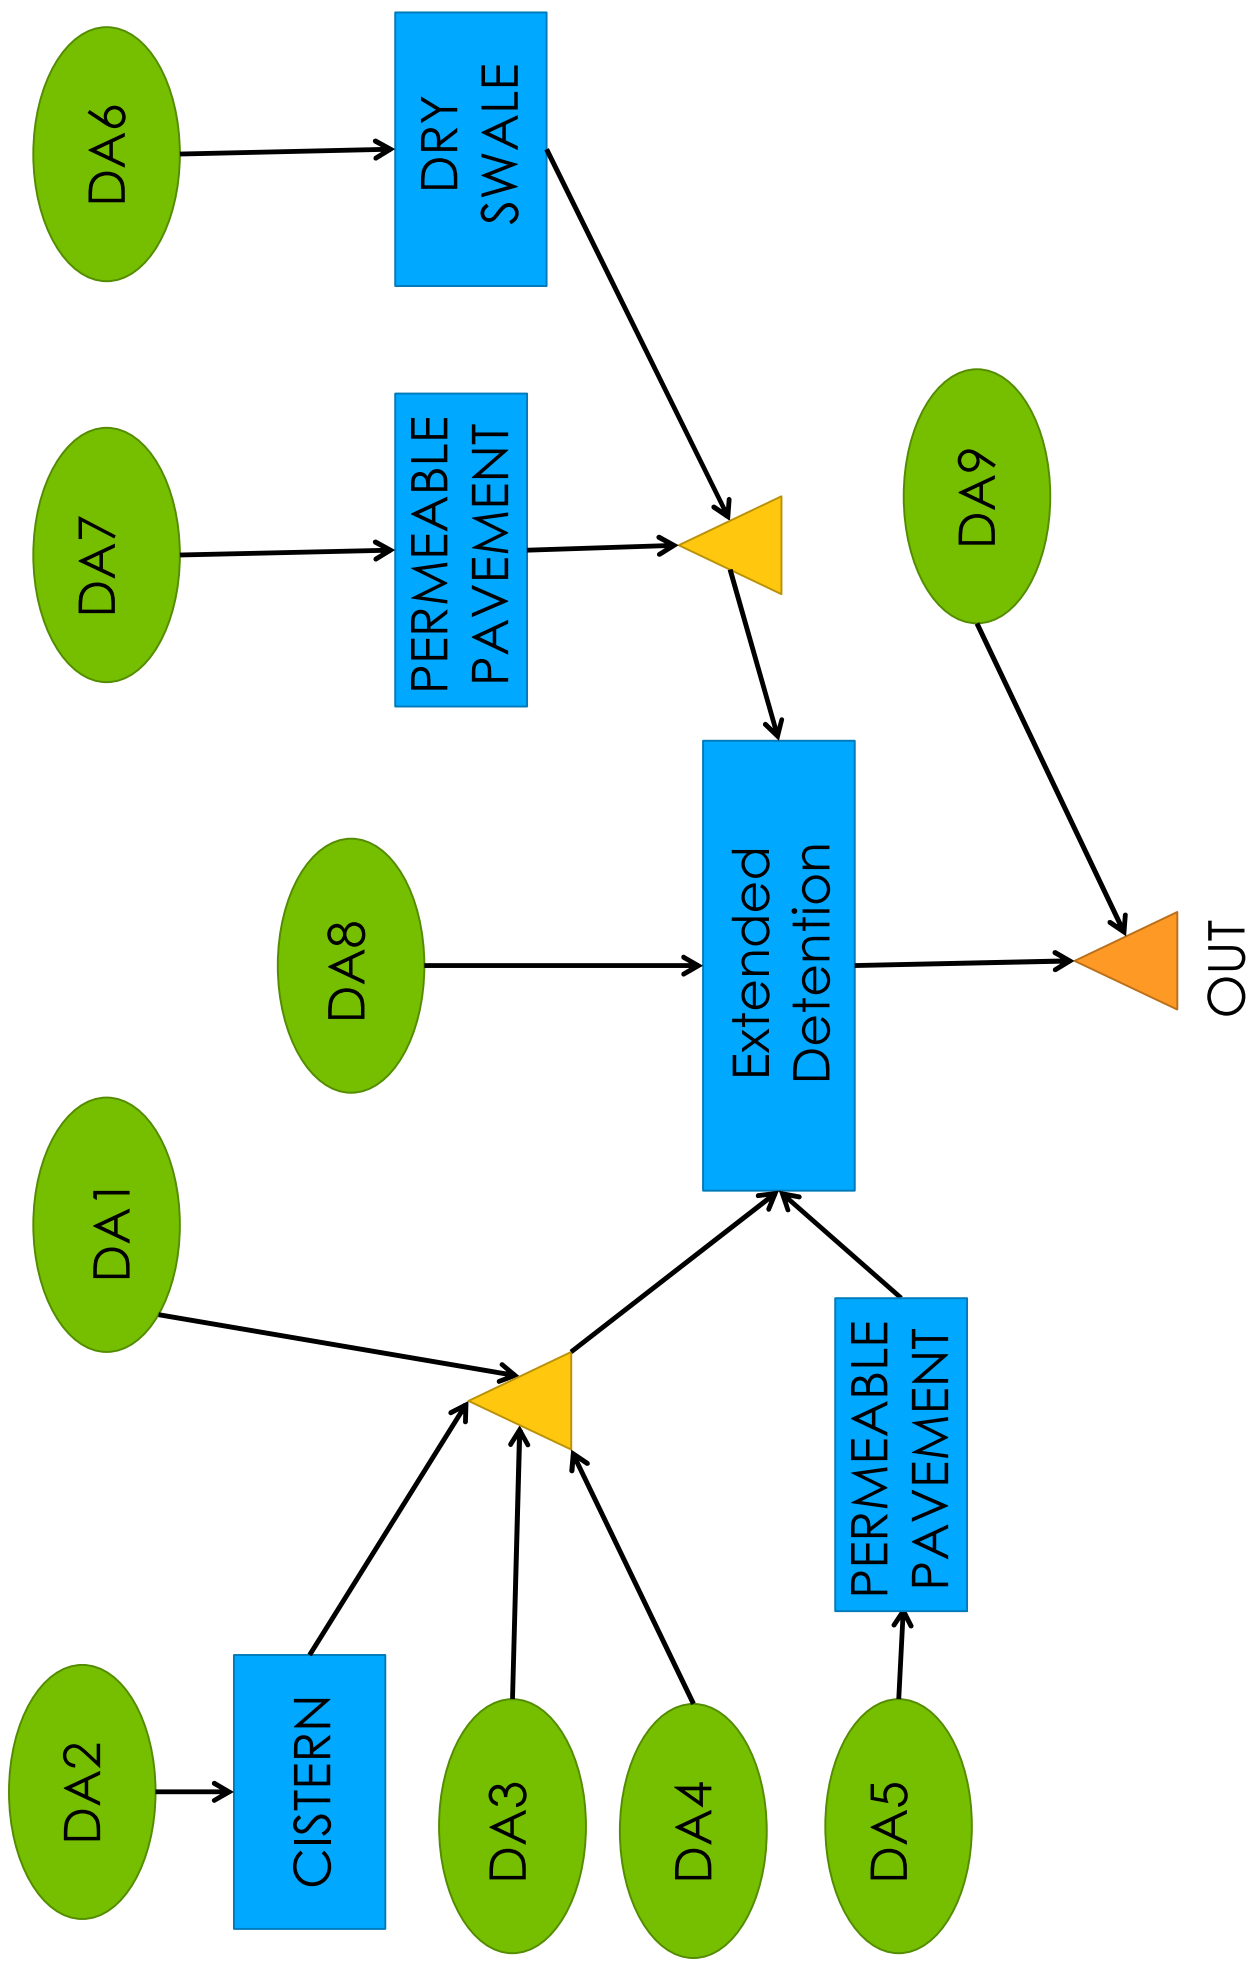 DA2
DA1
DA7
DA6
CISTERN
DA8
PERMEABLE
PAVEMENT
DRY
SWALE
DA3
DA4
Extended
Detention
DA5
PERMEABLE
PAVEMENT
DA9
OUT